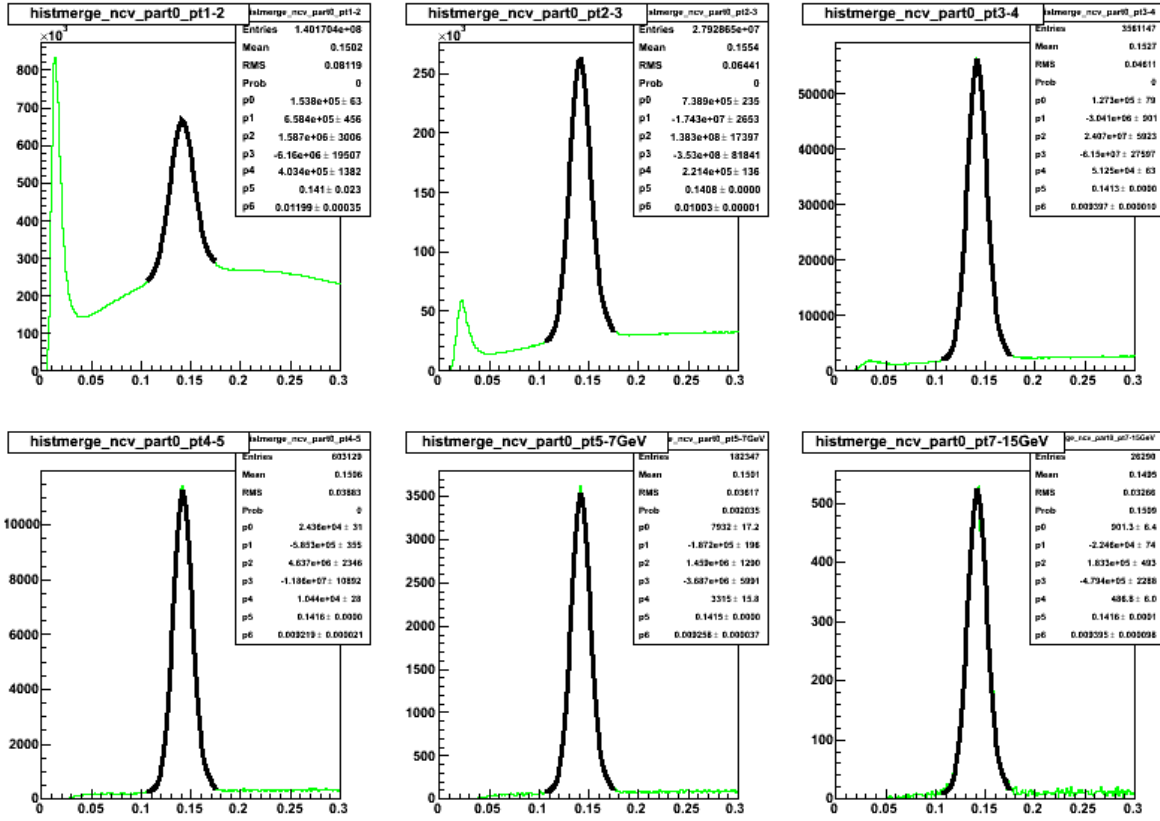 histmerge_ncv_part0_pt1-2
histmerge_ncv_part0_pt1-2
Entries 1.401704e+08
Mean 0.1502
RMS 0.08119
Prob 0
p0 1.538e+05 ± 63
p1 6.584e+05 ± 456
p2 1.587e+06 ± 3006
p3 -6.16e+06 ± 19507
p4 4.034e+05 ± 1382
p5 0.141 ± 0.023
p6 0.01199 ± 0.00035
×10³
800
700
600
500
400
300
200
100
0
0 0.05 0.1 0.15 0.2 0.25 0.3
histmerge_ncv_part0_pt2-3
Entries 2.792865e+07
Mean 0.1554
RMS 0.06441
Prob 0
p0 7.389e+05 ± 235
p1 -1.743e+07 ± 2653
p2 1.383e+08 ± 17397
p3 -3.53e+08 ± 81841
p4 2.214e+05 ± 136
p5 0.1408 ± 0.0000
p6 0.01003 ± 0.00001
×10³
250
200
150
100
50
0
0 0.05 0.1 0.15 0.2 0.25 0.3
histmerge_ncv_part0_pt3-4
Entries 3561147
Mean 0.1527
RMS 0.04611
Prob 0
p0 1.273e+05 ± 79
p1 -3.041e+06 ± 901
p2 2.407e+07 ± 5923
p3 -6.15e+07 ± 27597
p4 5.125e+04 ± 63
p5 0.1413 ± 0.0000
p6 0.009397 ± 0.000010
50000
40000
30000
20000
10000
0
0 0.05 0.1 0.15 0.2 0.25 0.3
histmerge_ncv_part0_pt4-5
histmerge_ncv_part0_pt4-5
Entries 603129
Mean 0.1506
RMS 0.03883
Prob 0
p0 2.436e+04 ± 31
p1 -5.853e+05 ± 355
p2 4.637e+06 ± 2346
p3 -1.186e+07 ± 10892
p4 1.044e+04 ± 28
p5 0.1416 ± 0.0000
p6 0.009219 ± 0.000021
10000
8000
6000
4000
2000
0
0 0.05 0.1 0.15 0.2 0.25 0.3
histmerge_ncv_part0_pt5-7GeV
Entries 182347
Mean 0.1501
RMS 0.03617
Prob 0.002035
p0 7932 ± 17.2
p1 -1.872e+05 ± 196
p2 1.459e+06 ± 1290
p3 -3.687e+06 ± 5991
p4 3315 ± 15.8
p5 0.1415 ± 0.0000
p6 0.009256 ± 0.000037
3500
3000
2500
2000
1500
1000
500
0
0 0.05 0.1 0.15 0.2 0.25 0.3
histmerge_ncv_part0_pt7-15GeV
Entries 26290
Mean 0.1495
RMS 0.03266
Prob 0.1509
p0 901.3 ± 6.4
p1 -2.246e+04 ± 74
p2 1.833e+05 ± 493
p3 -4.794e+05 ± 2288
p4 486.8 ± 6.0
p5 0.1416 ± 0.0001
p6 0.009395 ± 0.000096
500
400
300
200
100
0
0 0.05 0.1 0.15 0.2 0.25 0.3